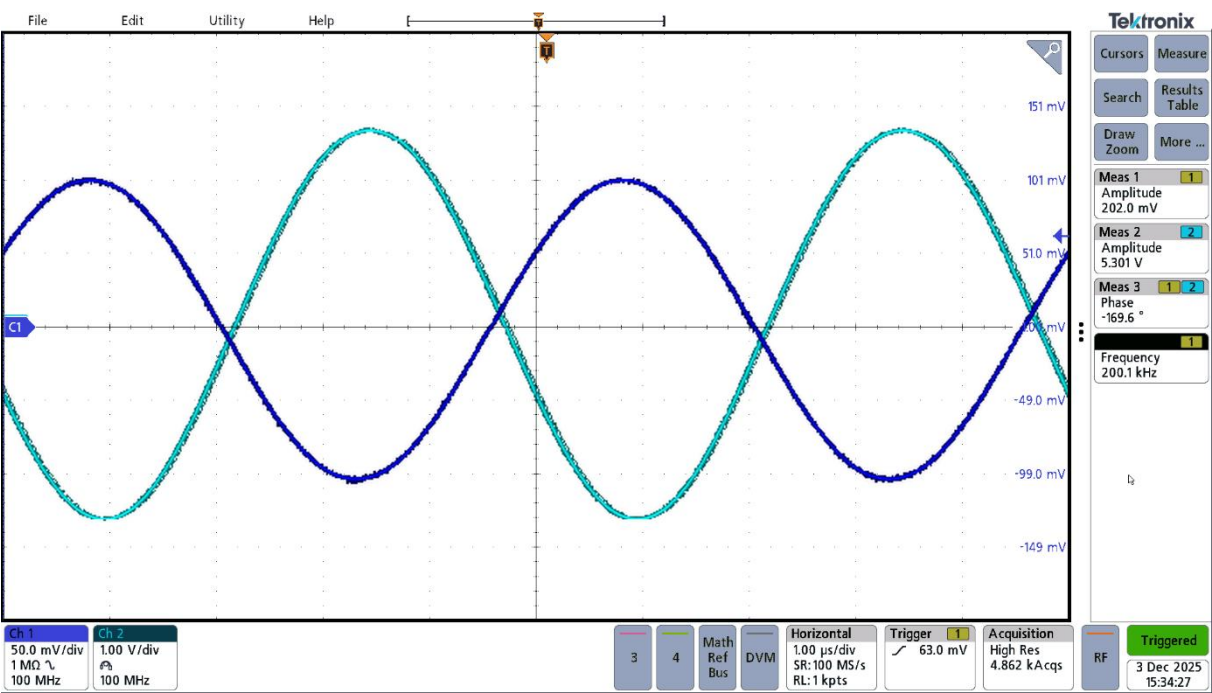 File Edit Utility Help
Tektronix
T
T
Cursors Measure
Search Results Table
Draw Zoom More ...
151 mV
101 mV
51.0 mV
-49.0 mV
-99.0 mV
-149 mV
C1
Meas 1 1
Amplitude
202.0 mV
Meas 2 2
Amplitude
5.301 V
Meas 3 1 2
Phase
-169.6 °
1
Frequency
200.1 kHz
Ch 1
50.0 mV/div
1 MΩ
100 MHz
Ch 2
1.00 V/div
100 MHz
3
4
Math
Ref
Bus
DVM
Horizontal
1.00 µs/div
SR: 100 MS/s
RL: 1 kpts
Trigger 1
63.0 mV
Acquisition
High Res
4.862 kAcqs
RF
Triggered
3 Dec 2025
15:34:27